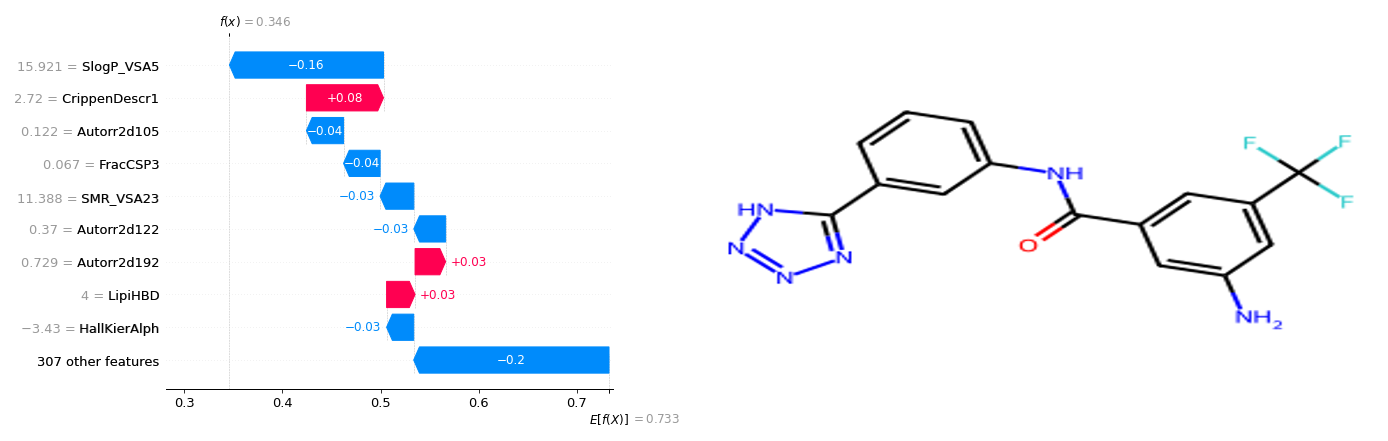 f(x) = 0.346
15.921 = SlogP_VSA5
−0.16
2.72 = CrippenDescr1
+0.08
0.122 = Autorr2d105
−0.04
0.067 = FracCSP3
−0.04
11.388 = SMR_VSA23
−0.03
0.37 = Autorr2d122
−0.03
0.729 = Autorr2d192
+0.03
4 = LipiHBD
+0.03
−3.43 = HallKierAlph
−0.03
307 other features
−0.2
0.3 0.4 0.5 0.6 0.7
E[f(X)] = 0.733
F F
NH F
HN
O
N N
N
NH2